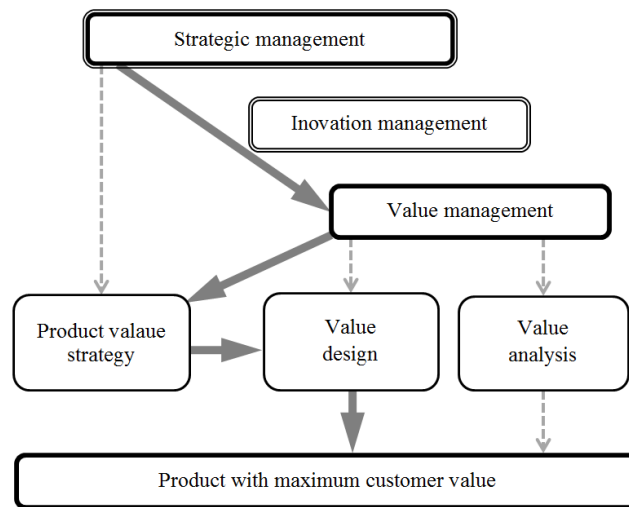 Strategic management
Inovation management
Value management
Product valaue
strategy
Value
design
Value
analysis
Product with maximum customer value